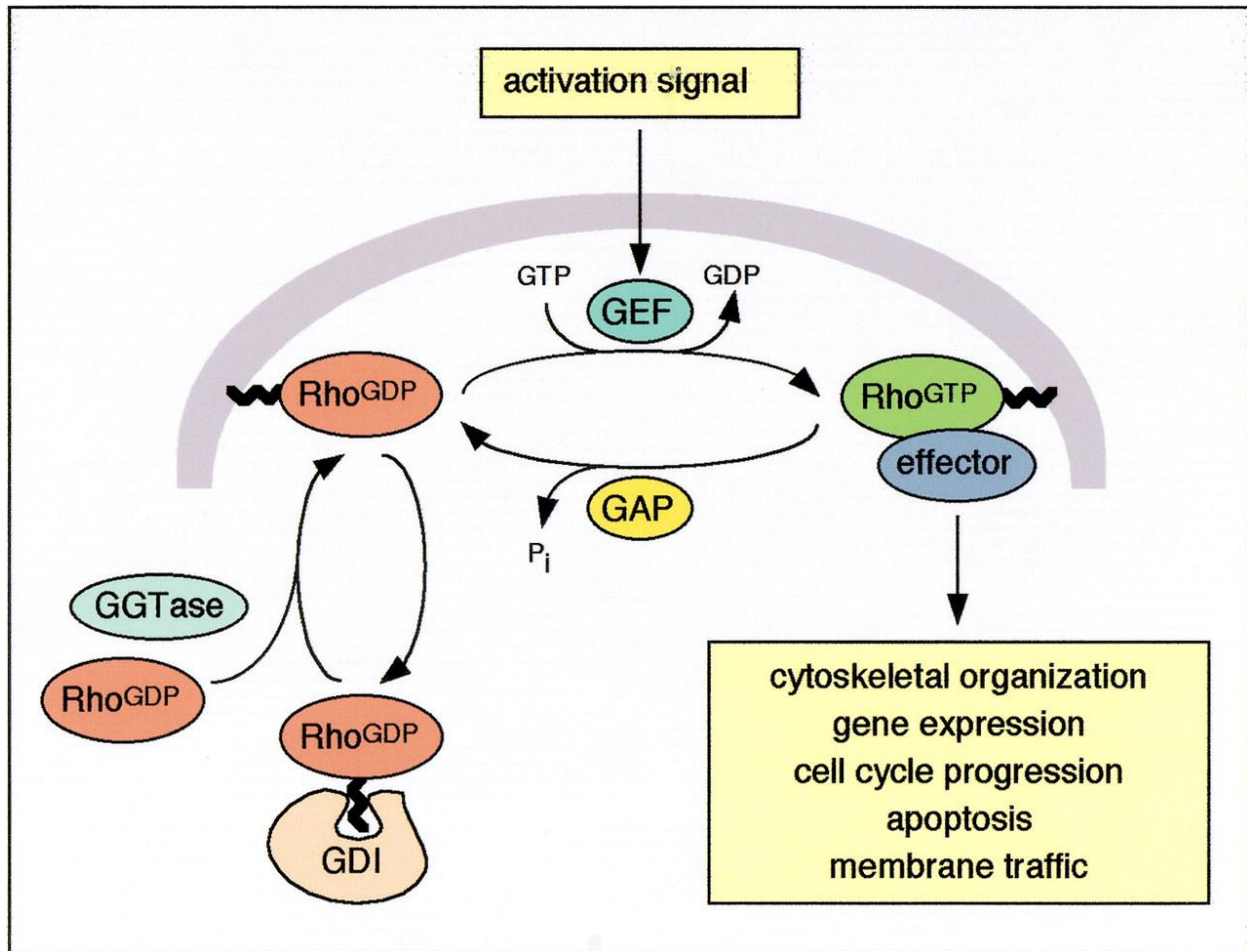 activation signal
GTP
GEF
GDP
RhoGDP
RhoGTP
effector
GAP
Pi
GGTase
RhoGDP
RhoGDP
GDI
cytoskeletal organization
gene expression
cell cycle progression
apoptosis
membrane traffic